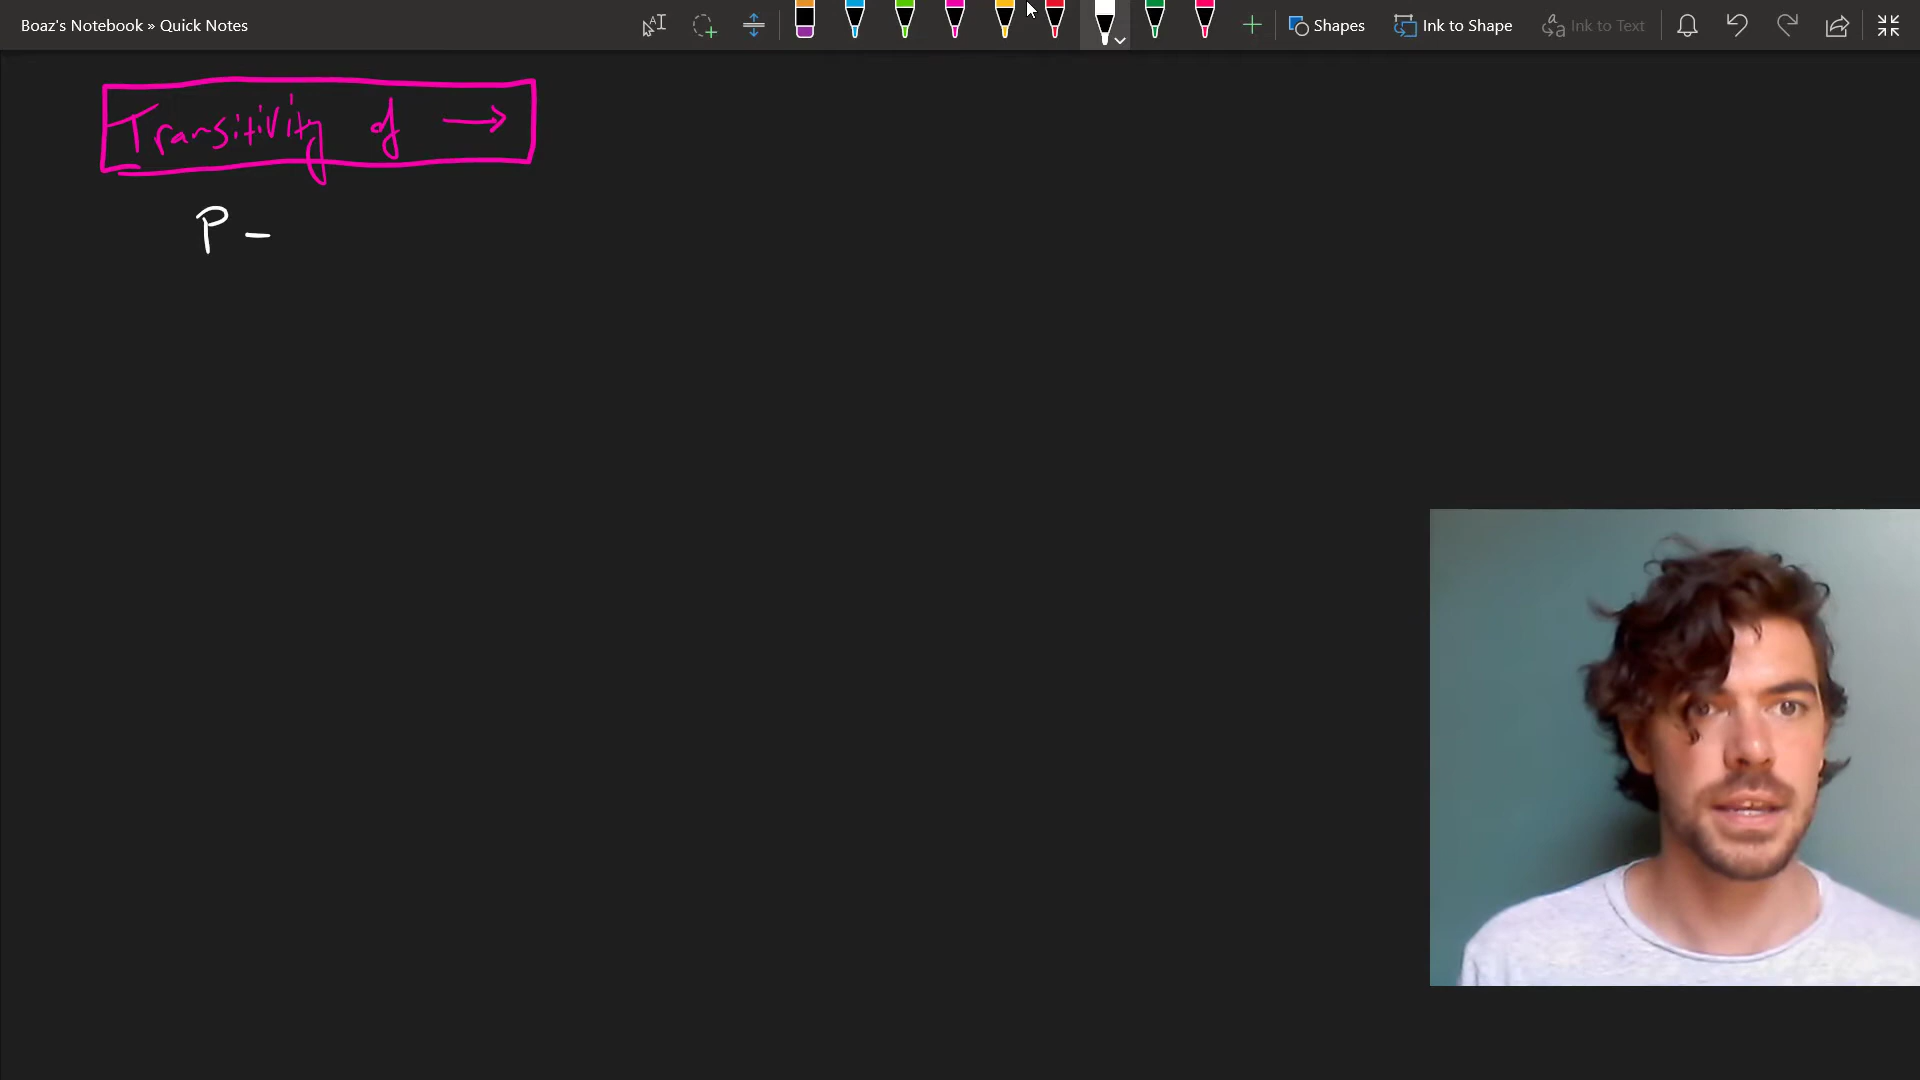 Boaz's Notebook » Quick Notes
Shapes
Ink to Shape
Ink to Text
Transitivity of →
P –